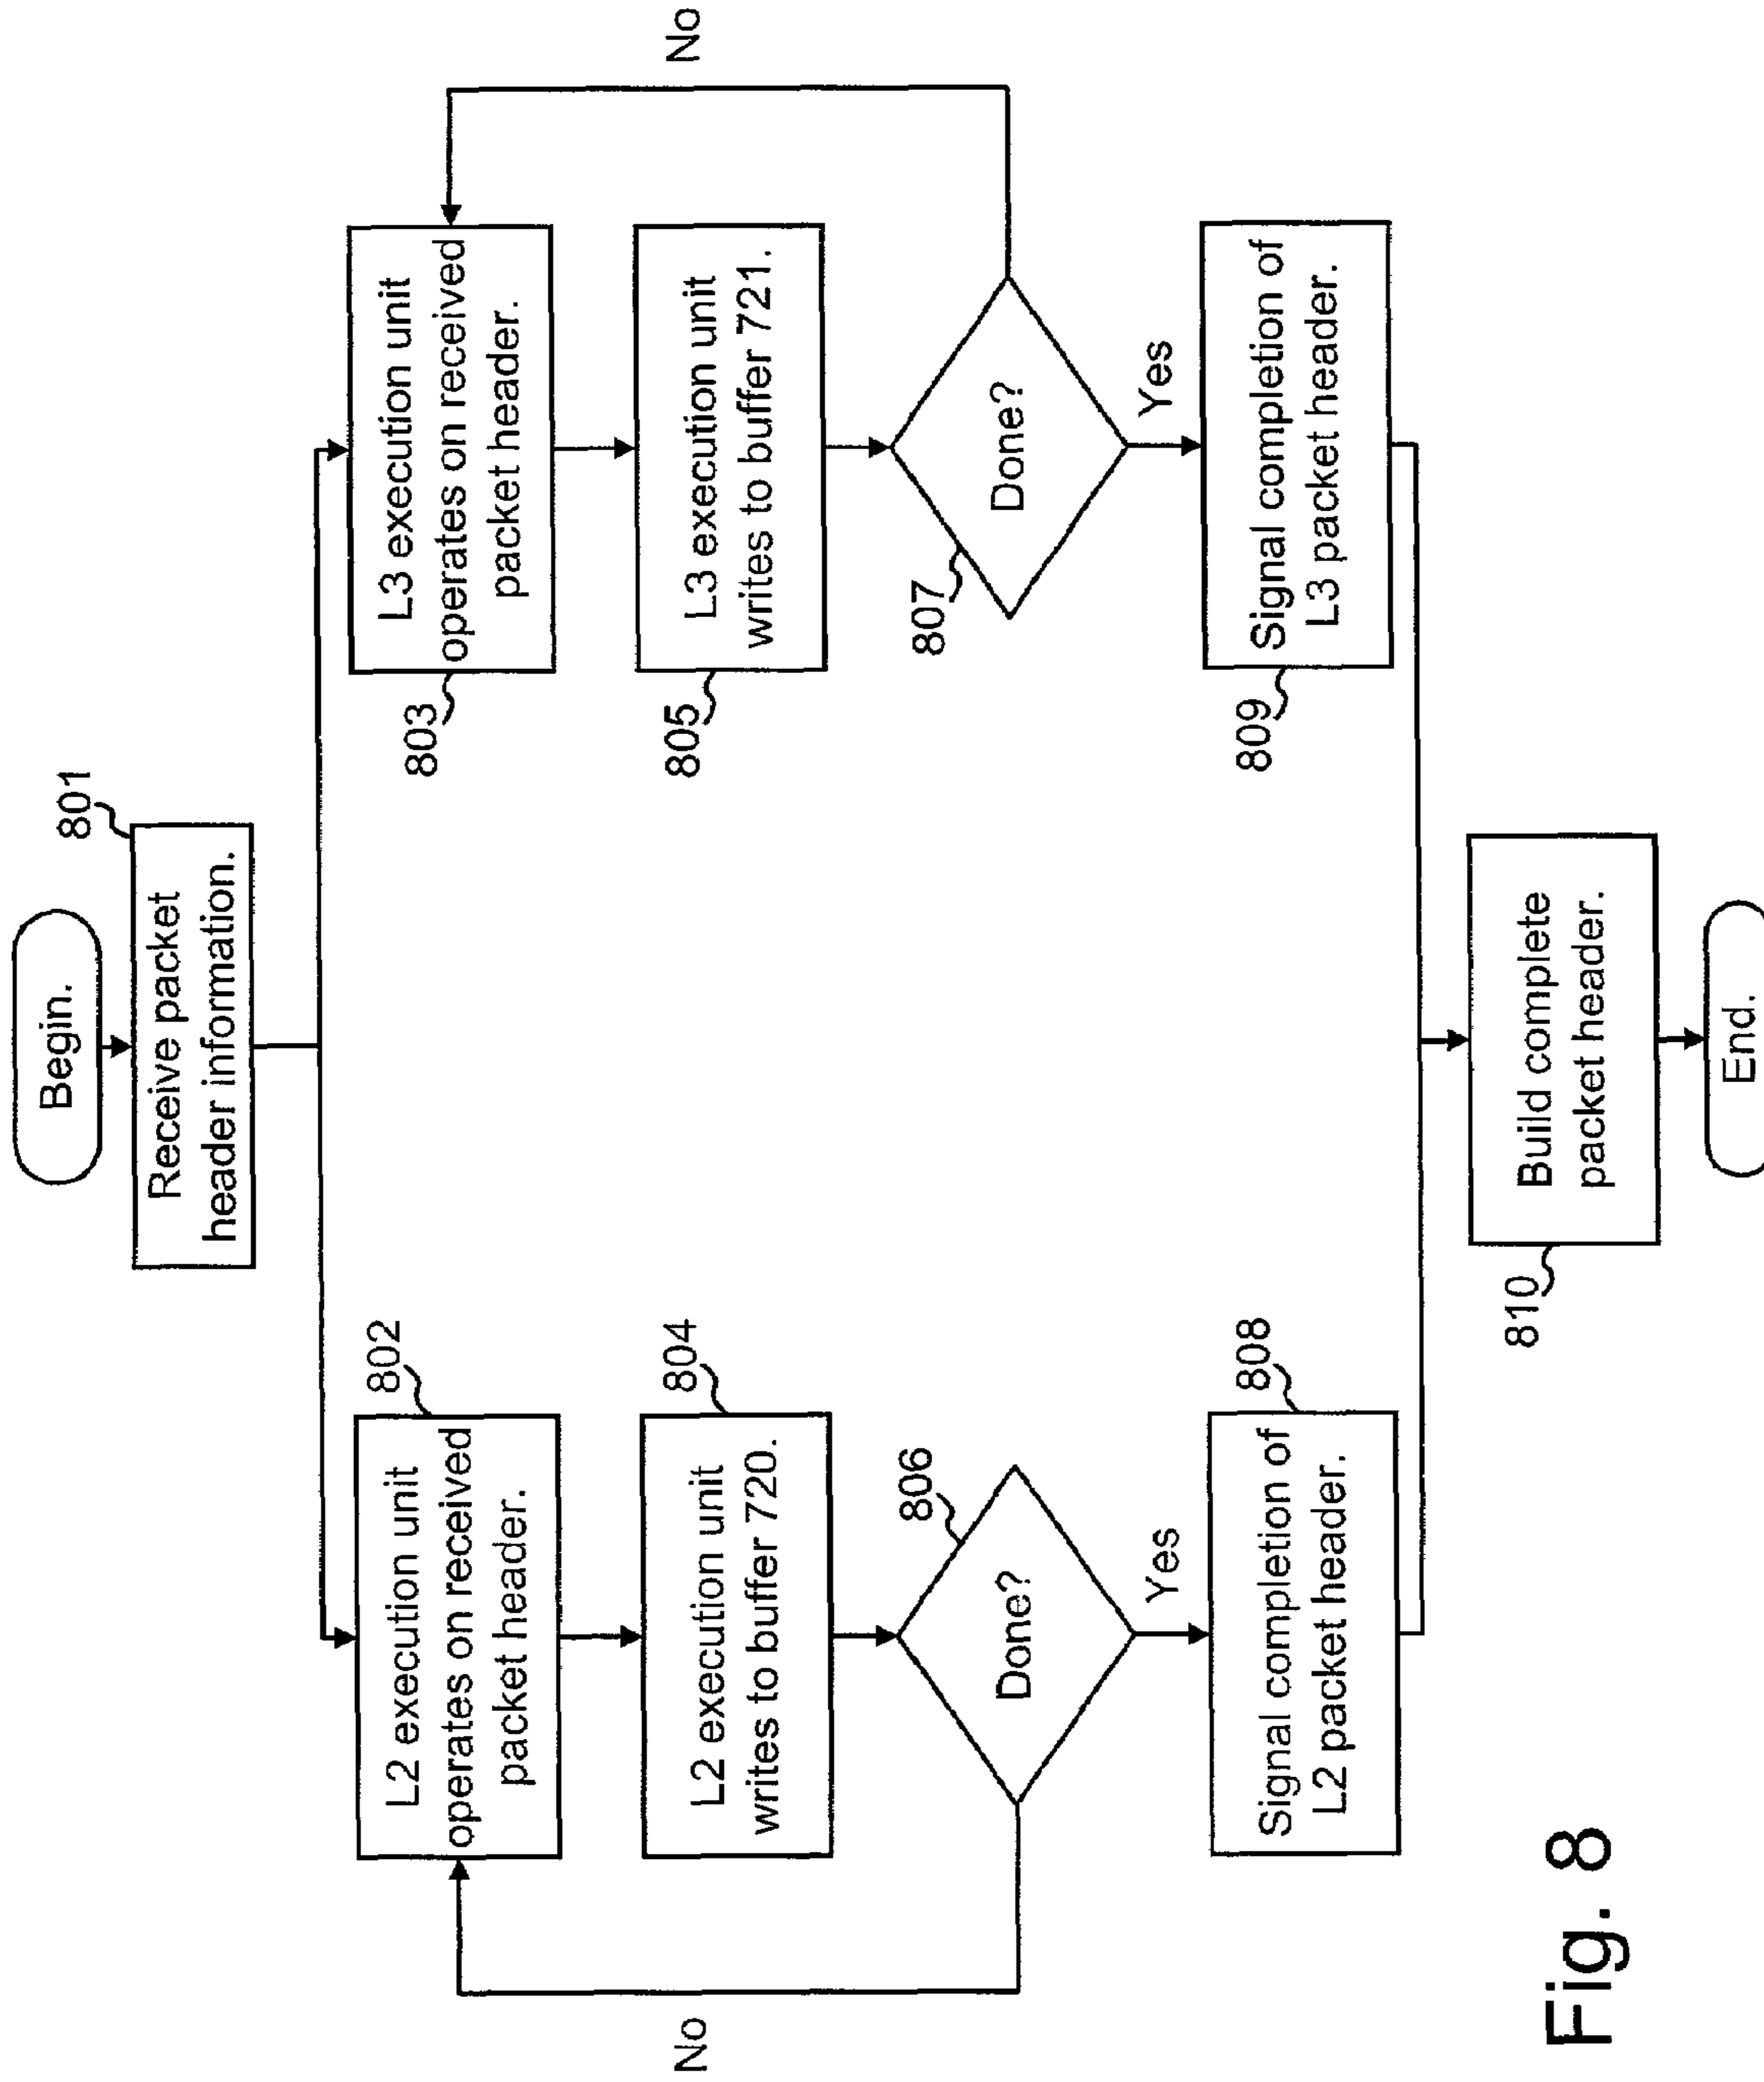 Begin.
801
Receive packet
header information.
802
L2 execution unit
operates on received
packet header.
803
L3 execution unit
operates on received
packet header.
804
L2 execution unit
writes to buffer 720.
805
L3 execution unit
writes to buffer 721.
No
806
Done?
Yes
No
807
Done?
Yes
808
Signal completion of
L2 packet header.
809
Signal completion of
L3 packet header.
810
Build complete
packet header.
End.
Fig. 8